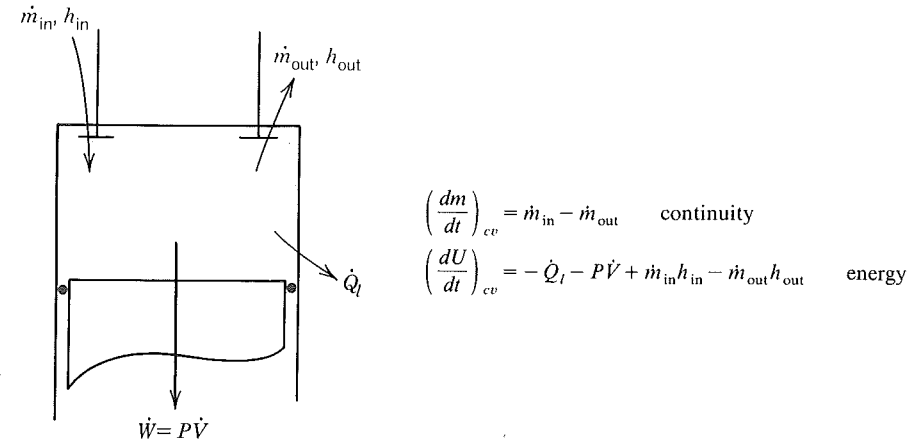 ṁ_in, h_in
ṁ_out, h_out
(dm/dt)_cv = ṁ_in − ṁ_out continuity
(dU/dt)_cv = −Q̇_l − PV̇ + ṁ_in h_in − ṁ_out h_out energy
Q̇_l
Ẇ = PV̇